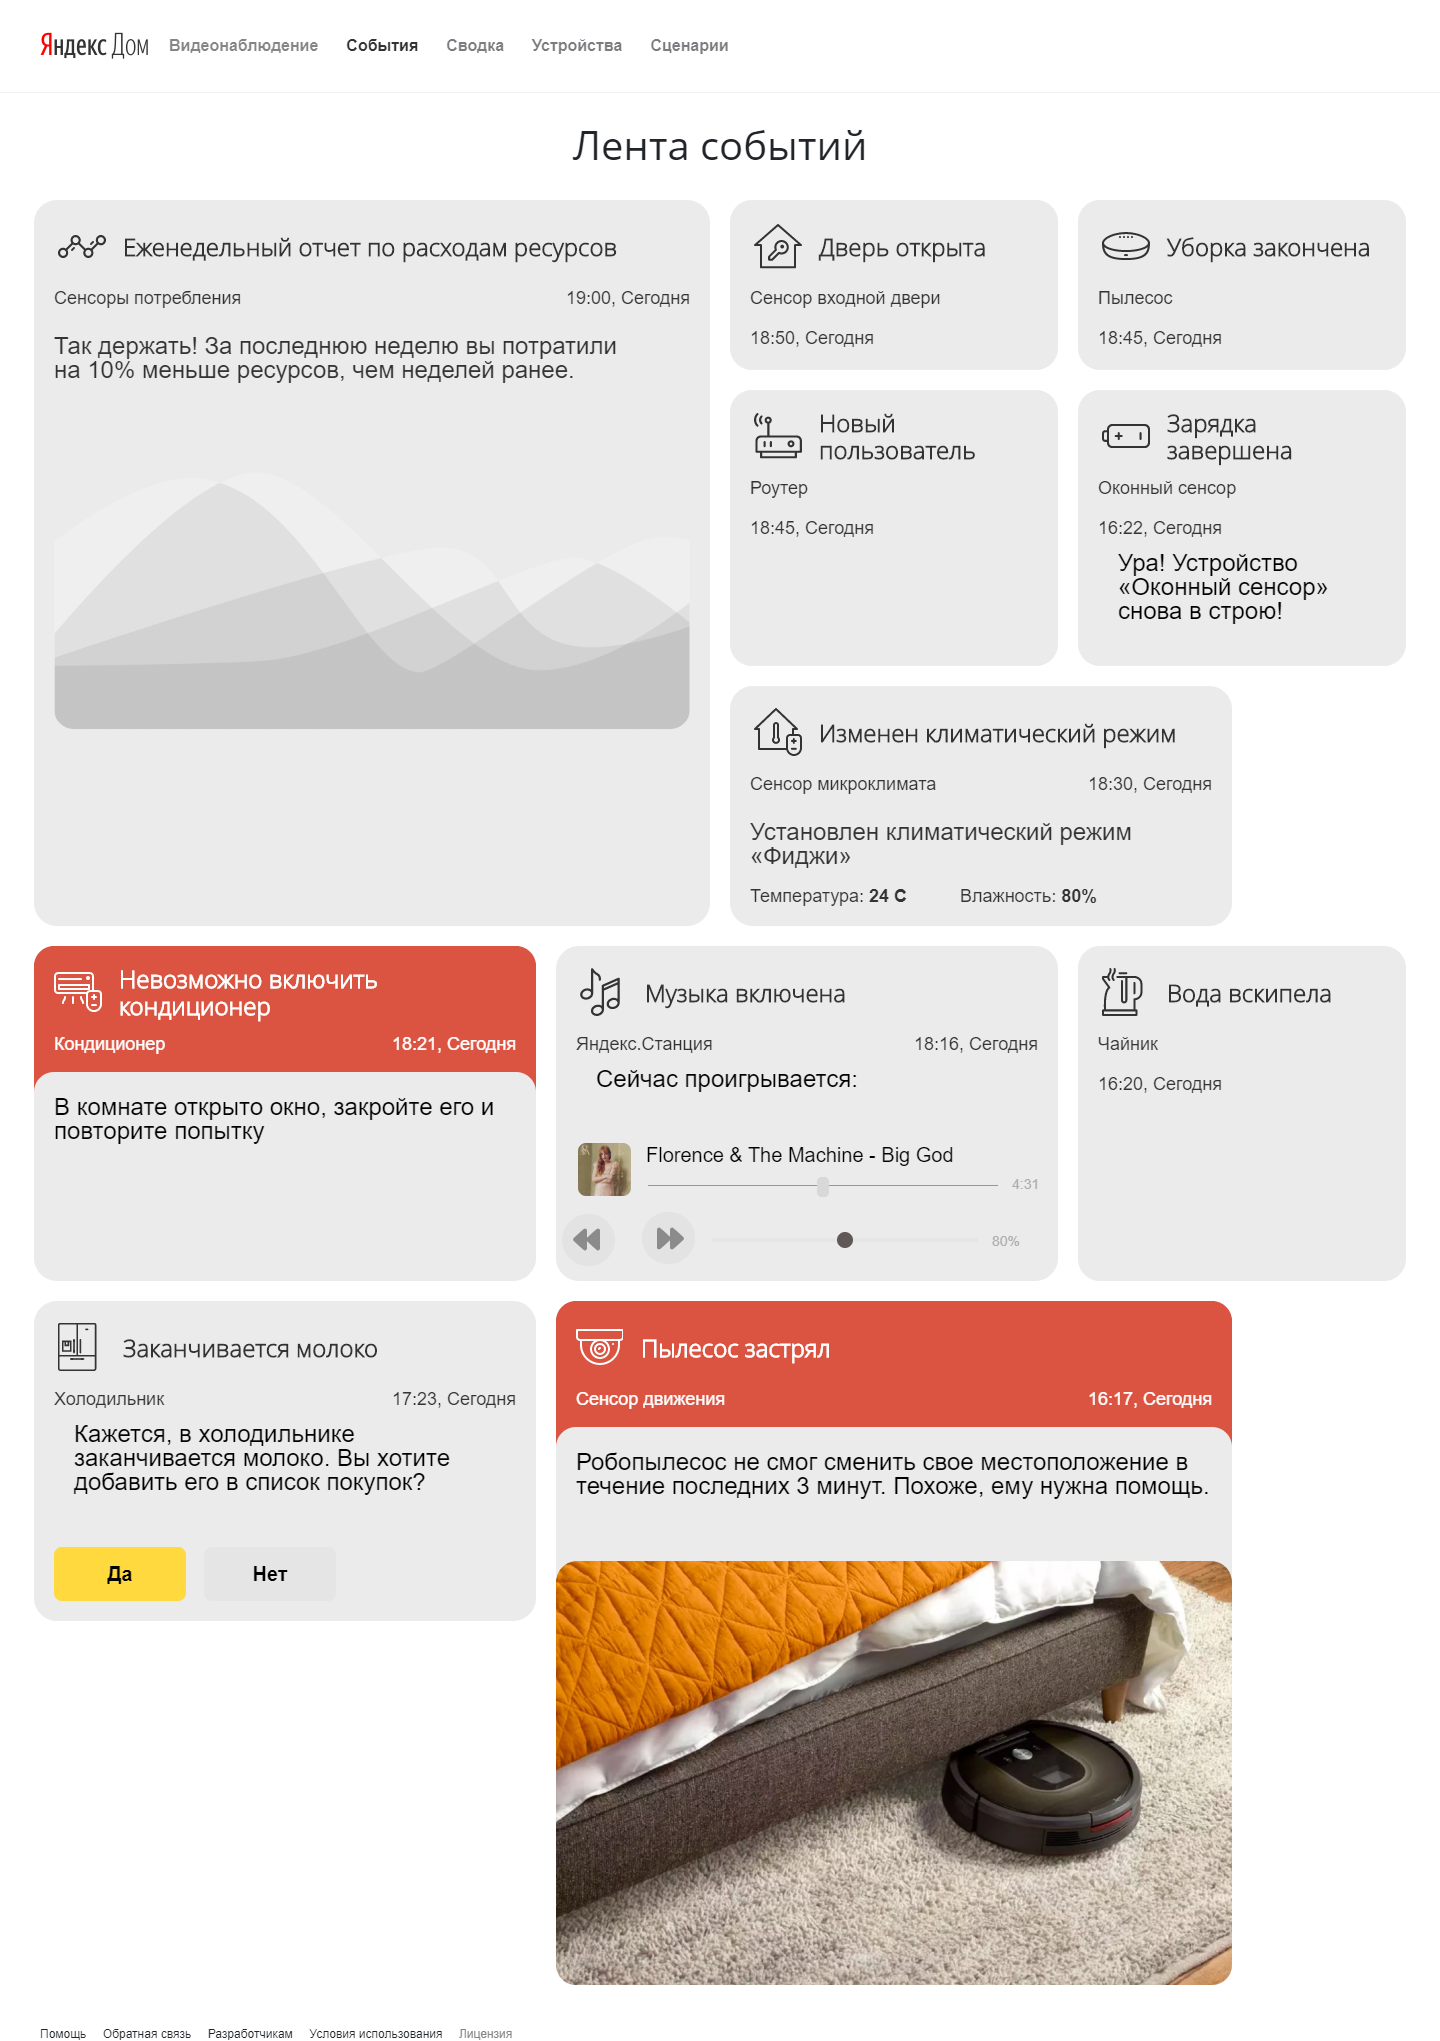 Яндекс Дом Видеонаблюдение События Сводка Устройства Сценарии
Лента событий
Еженедельный отчет по расходам ресурсов
Сенсоры потребления 19:00, Сегодня
Так держать! За последнюю неделю вы потратили
на 10% меньше ресурсов, чем неделей ранее.
Дверь открыта
Сенсор входной двери
18:50, Сегодня
Уборка закончена
Пылесос
18:45, Сегодня
Новый
пользователь
Роутер
18:45, Сегодня
Зарядка
завершена
Оконный сенсор
16:22, Сегодня
Ура! Устройство
«Оконный сенсор»
снова в строю!
Изменен климатический режим
Сенсор микроклимата 18:30, Сегодня
Установлен климатический режим
«Фиджи»
Температура: 24 C Влажность: 80%
Невозможно включить
кондиционер
Кондиционер 18:21, Сегодня
В комнате открыто окно, закройте его и
повторите попытку
Музыка включена
Яндекс.Станция 18:16, Сегодня
Сейчас проигрывается:
Florence & The Machine - Big God
4:31
80%
Вода вскипела
Чайник
16:20, Сегодня
Заканчивается молоко
Холодильник 17:23, Сегодня
Кажется, в холодильнике
заканчивается молоко. Вы хотите
добавить его в список покупок?
Да Нет
Пылесос застрял
Сенсор движения 16:17, Сегодня
Робопылесос не смог сменить свое местоположение в
течение последних 3 минут. Похоже, ему нужна помощь.
Помощь Обратная связь Разработчикам Условия использования Лицензия